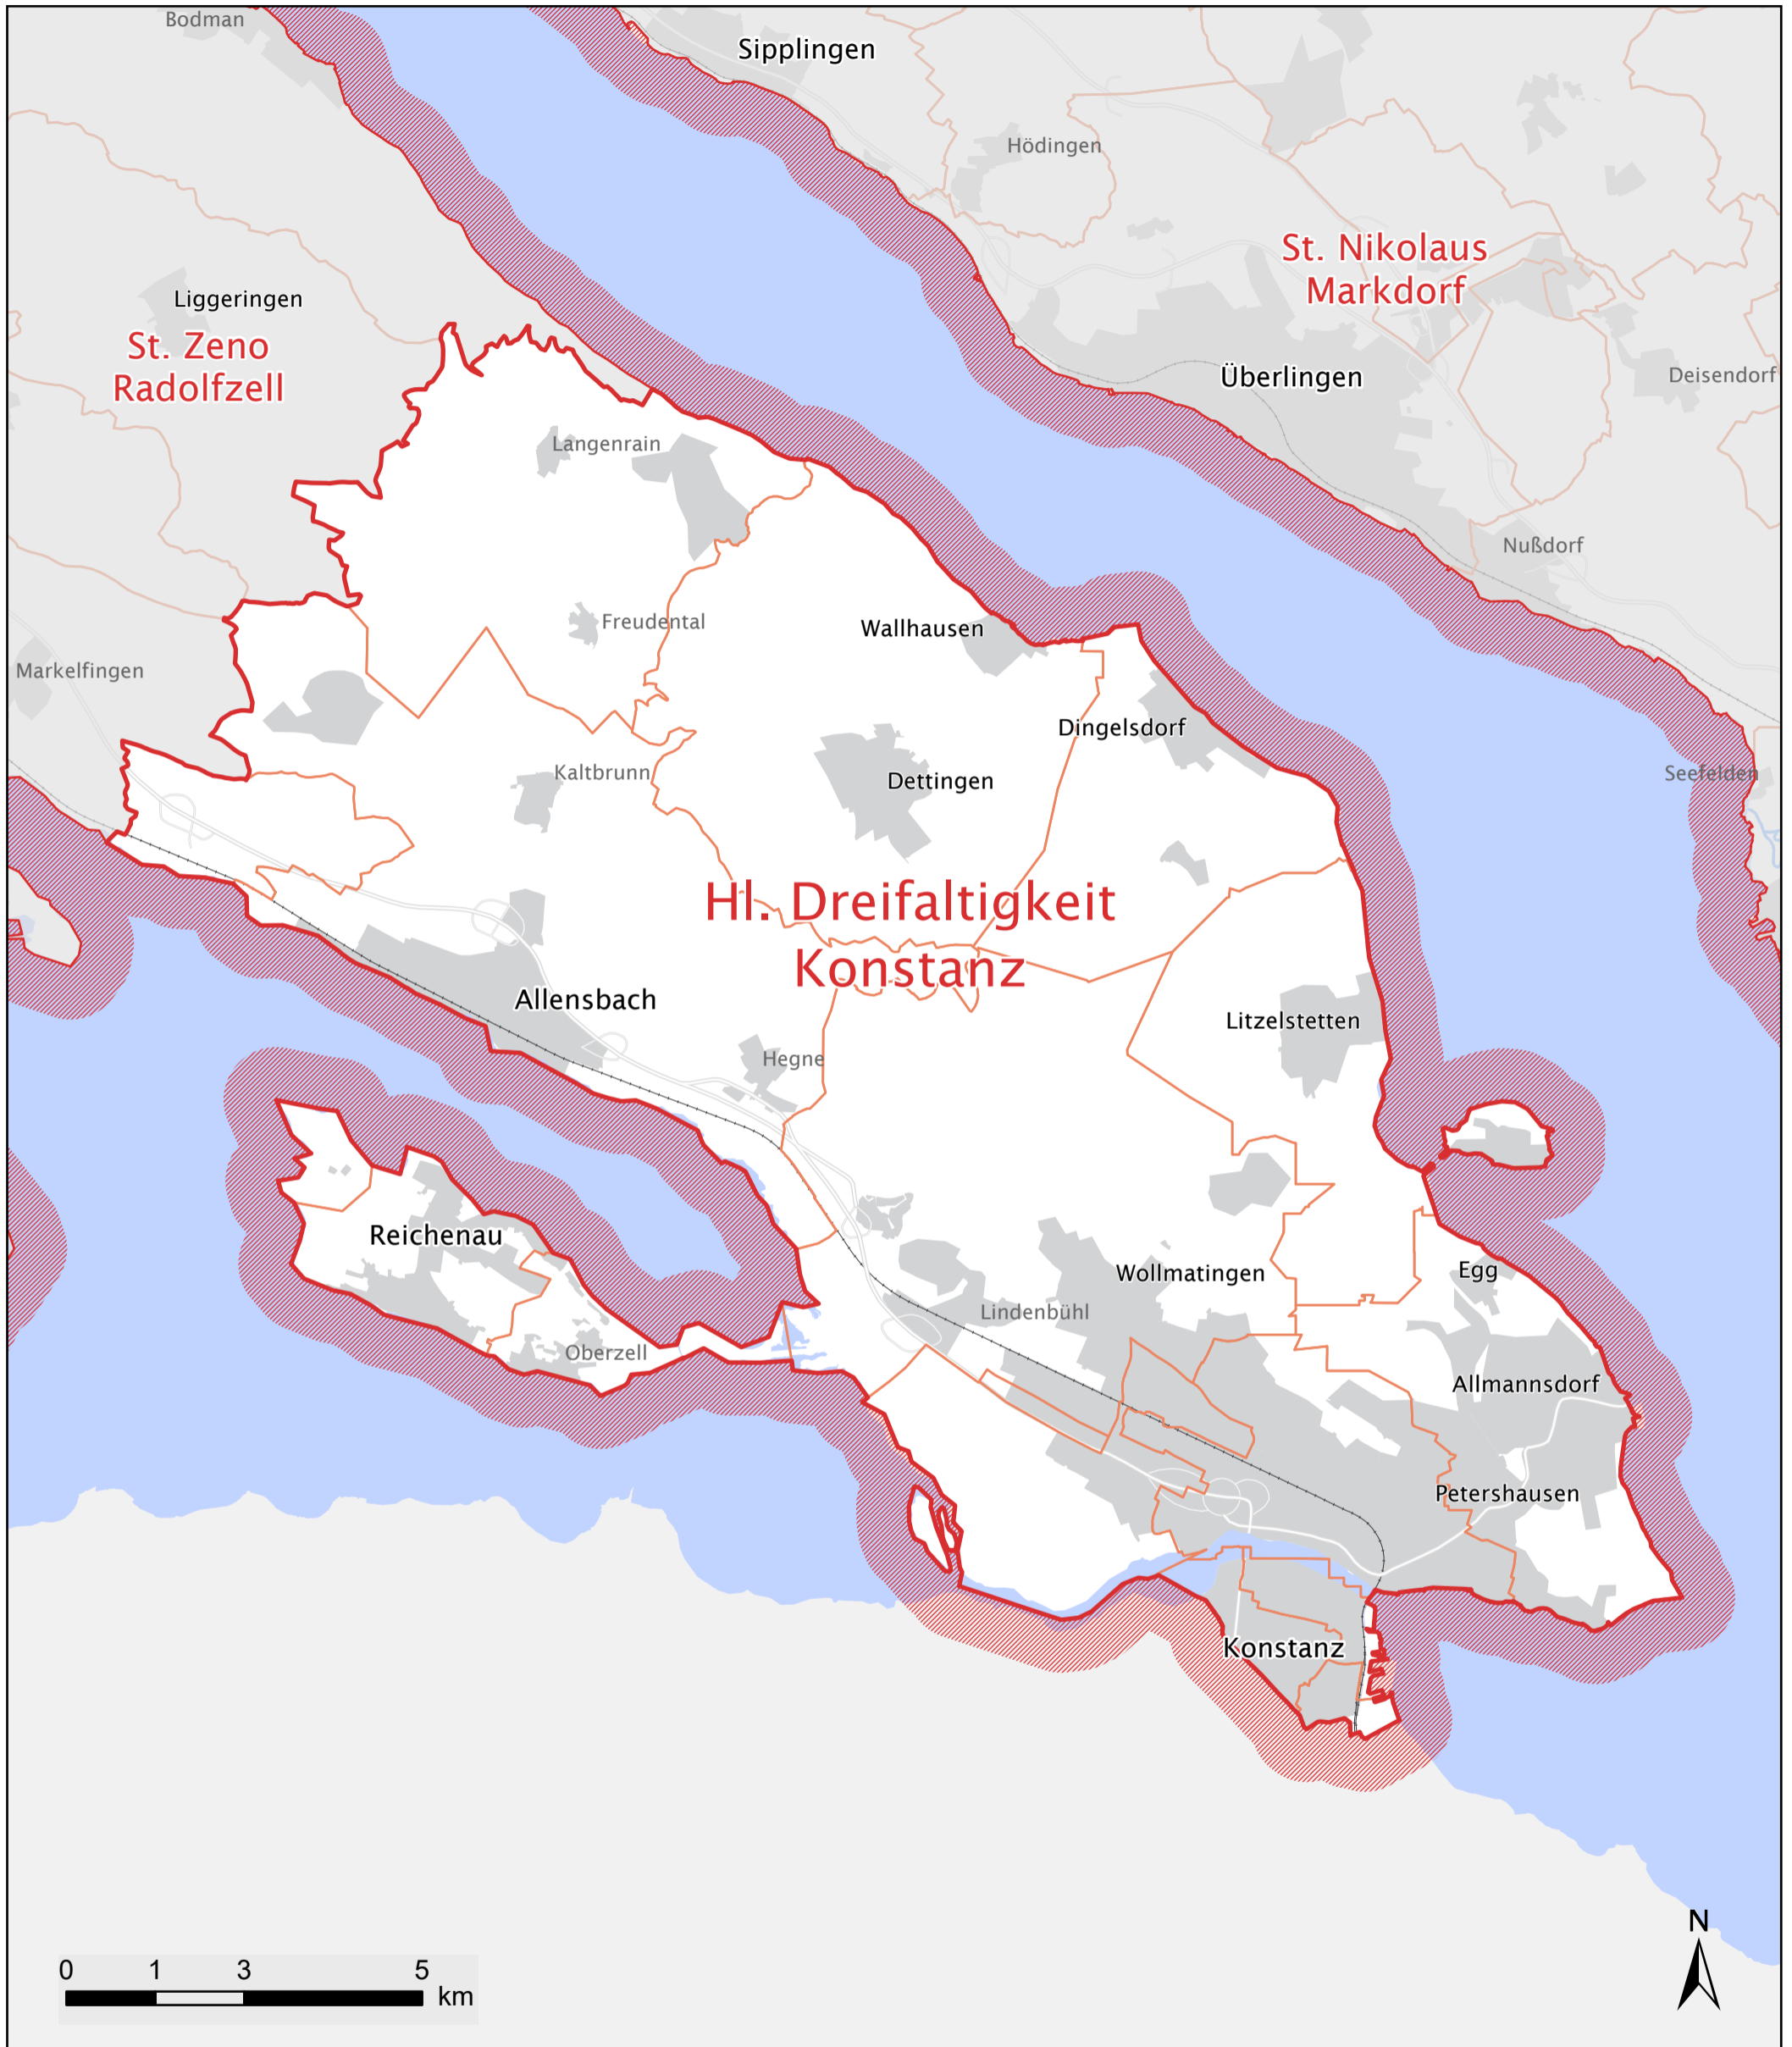 Bodman
Sipplingen
Hödingen
St. Nikolaus
Markdorf
Liggeringen
St. Zeno
Radolfzell
Überlingen
Deisendorf
Langenrain
Nußdorf
Freudental
Wallhausen
Markelfingen
Dingelsdorf
Kaltbrunn
Dettingen
Seefelden
Hl. Dreifaltigkeit
Konstanz
Allensbach
Litzelstetten
Hegne
Reichenau
Wollmatingen
Egg
Lindenbühl
Oberzell
Allmannsdorf
Petershausen
Konstanz
N
0 1 3 5
km